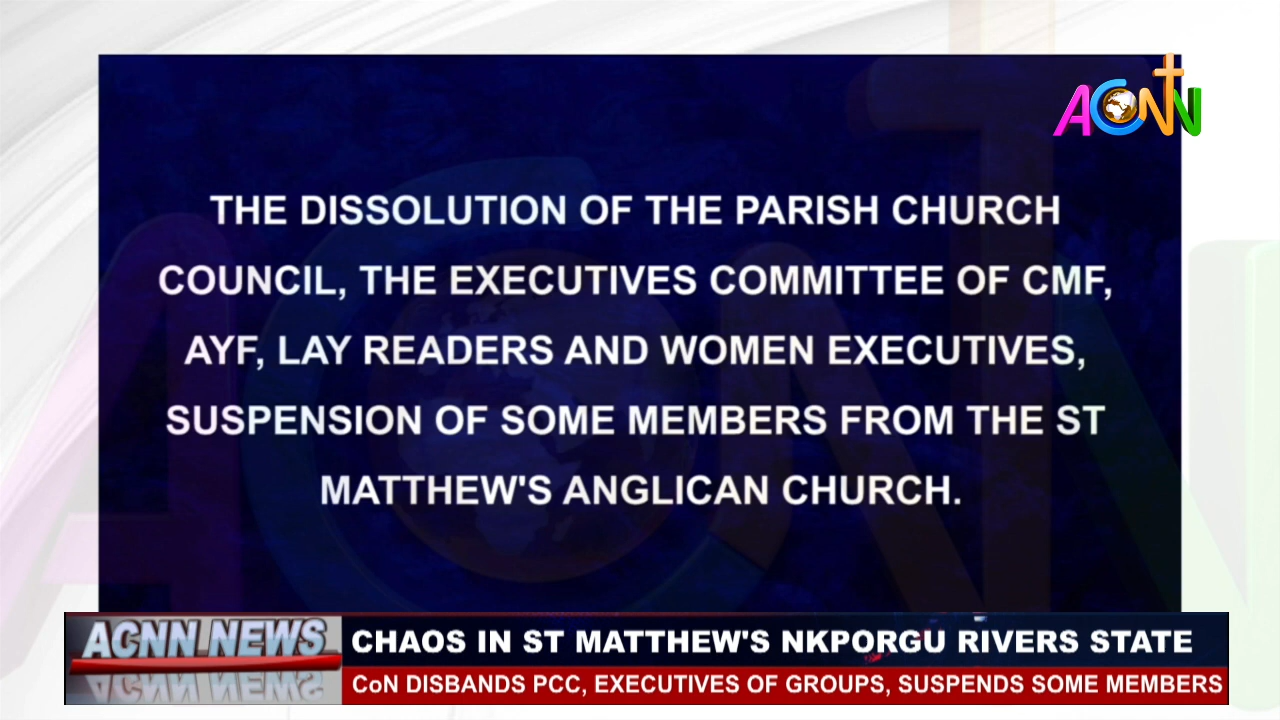 ACNN
THE DISSOLUTION OF THE PARISH CHURCH
COUNCIL, THE EXECUTIVES COMMITTEE OF CMF,
AYF, LAY READERS AND WOMEN EXECUTIVES,
SUSPENSION OF SOME MEMBERS FROM THE ST
MATTHEW'S ANGLICAN CHURCH.
ACNN NEWS
CHAOS IN ST MATTHEW'S NKPORGU RIVERS STATE
CoN DISBANDS PCC, EXECUTIVES OF GROUPS, SUSPENDS SOME MEMBERS